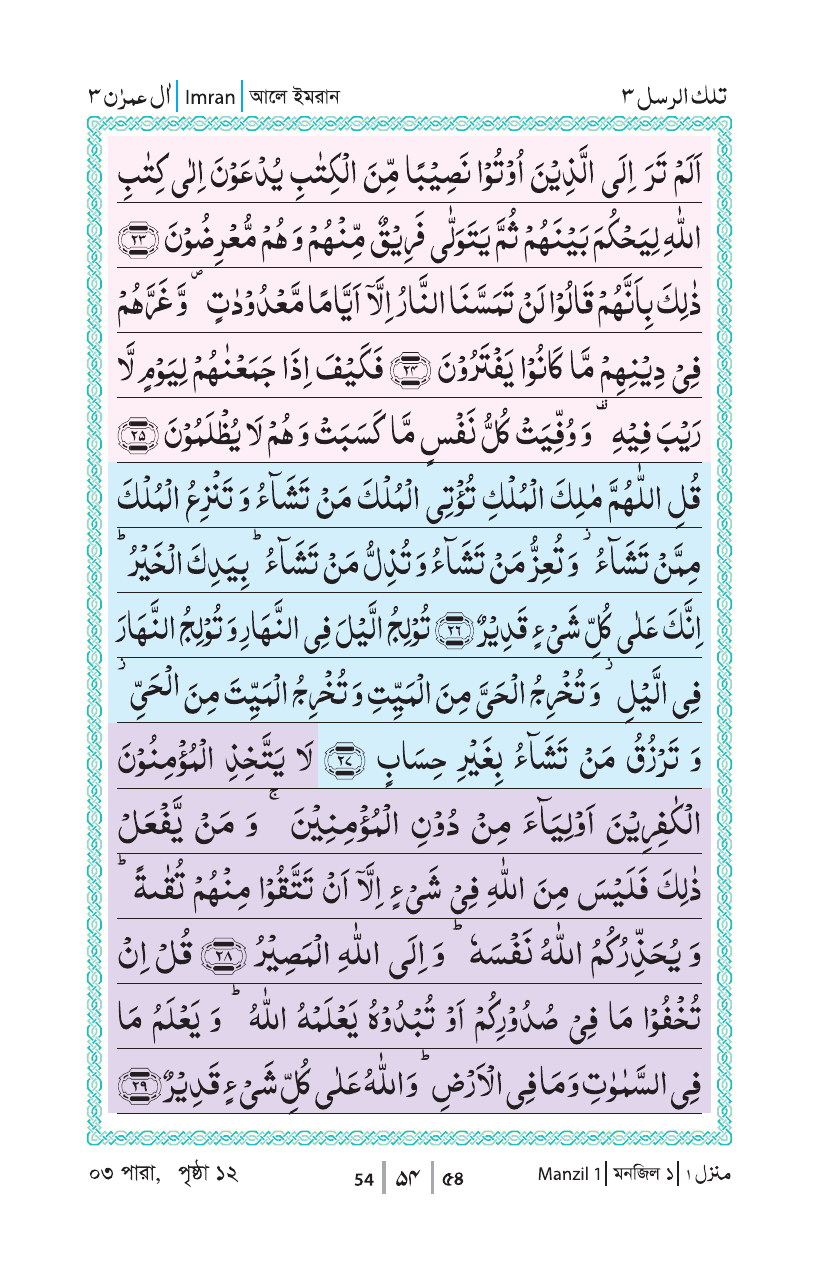 اٰل عمرٰن ٣ | Imran | আলে ইমরান تلك الرسل ٣
اَلَمْ تَرَ اِلَى الَّذِيْنَ اُوْتُوْا نَصِيْبًا مِّنَ الْكِتٰبِ يُدْعَوْنَ اِلٰى كِتٰبِ
اللّٰهِ لِيَحْكُمَ بَيْنَهُمْ ثُمَّ يَتَوَلّٰى فَرِيْقٌ مِّنْهُمْ وَ هُمْ مُّعْرِضُوْنَ ﴿٢٣﴾
ذٰلِكَ بِاَنَّهُمْ قَالُوْا لَنْ تَمَسَّنَا النَّارُ اِلَّاۤ اَيَّامًا مَّعْدُوْدٰتٍ ۪ وَّ غَرَّهُمْ
فِيْ دِيْنِهِمْ مَّا كَانُوْا يَفْتَرُوْنَ ﴿٢٤﴾ فَكَيْفَ اِذَا جَمَعْنٰهُمْ لِيَوْمٍ لَّا
رَيْبَ فِيْهِ ۟ وَ وُفِّيَتْ كُلُّ نَفْسٍ مَّا كَسَبَتْ وَ هُمْ لَا يُظْلَمُوْنَ ﴿٢٥﴾
قُلِ اللّٰهُمَّ مٰلِكَ الْمُلْكِ تُؤْتِى الْمُلْكَ مَنْ تَشَآءُ وَ تَنْزِعُ الْمُلْكَ
مِمَّنْ تَشَآءُ ؗ وَ تُعِزُّ مَنْ تَشَآءُ وَ تُذِلُّ مَنْ تَشَآءُ ؕ بِيَدِكَ الْخَيْرُ ؕ
اِنَّكَ عَلٰى كُلِّ شَيْءٍ قَدِيْرٌ ﴿٢٦﴾ تُوْلِجُ الَّيْلَ فِى النَّهَارِ وَ تُوْلِجُ النَّهَارَ
فِى الَّيْلِ ؗ وَ تُخْرِجُ الْحَيَّ مِنَ الْمَيِّتِ وَ تُخْرِجُ الْمَيِّتَ مِنَ الْحَيِّ ؗ
وَ تَرْزُقُ مَنْ تَشَآءُ بِغَيْرِ حِسَابٍ ﴿٢٧﴾ لَا يَتَّخِذِ الْمُؤْمِنُوْنَ
الْكٰفِرِيْنَ اَوْلِيَآءَ مِنْ دُوْنِ الْمُؤْمِنِيْنَ ۚ وَ مَنْ يَّفْعَلْ
ذٰلِكَ فَلَيْسَ مِنَ اللّٰهِ فِيْ شَيْءٍ اِلَّاۤ اَنْ تَتَّقُوْا مِنْهُمْ تُقٰىةً ؕ
وَ يُحَذِّرُكُمُ اللّٰهُ نَفْسَهٗ ؕ وَ اِلَى اللّٰهِ الْمَصِيْرُ ﴿٢٨﴾ قُلْ اِنْ
تُخْفُوْا مَا فِيْ صُدُوْرِكُمْ اَوْ تُبْدُوْهُ يَعْلَمْهُ اللّٰهُ ؕ وَ يَعْلَمُ مَا
فِى السَّمٰوٰتِ وَ مَا فِى الْاَرْضِ ؕ وَ اللّٰهُ عَلٰى كُلِّ شَيْءٍ قَدِيْرٌ ﴿٢٩﴾
০৩ পারা, পৃষ্ঠা ১২ 54 | ۵۴ | ৫৪ Manzil 1 | মনজিল ১ | منزل ١